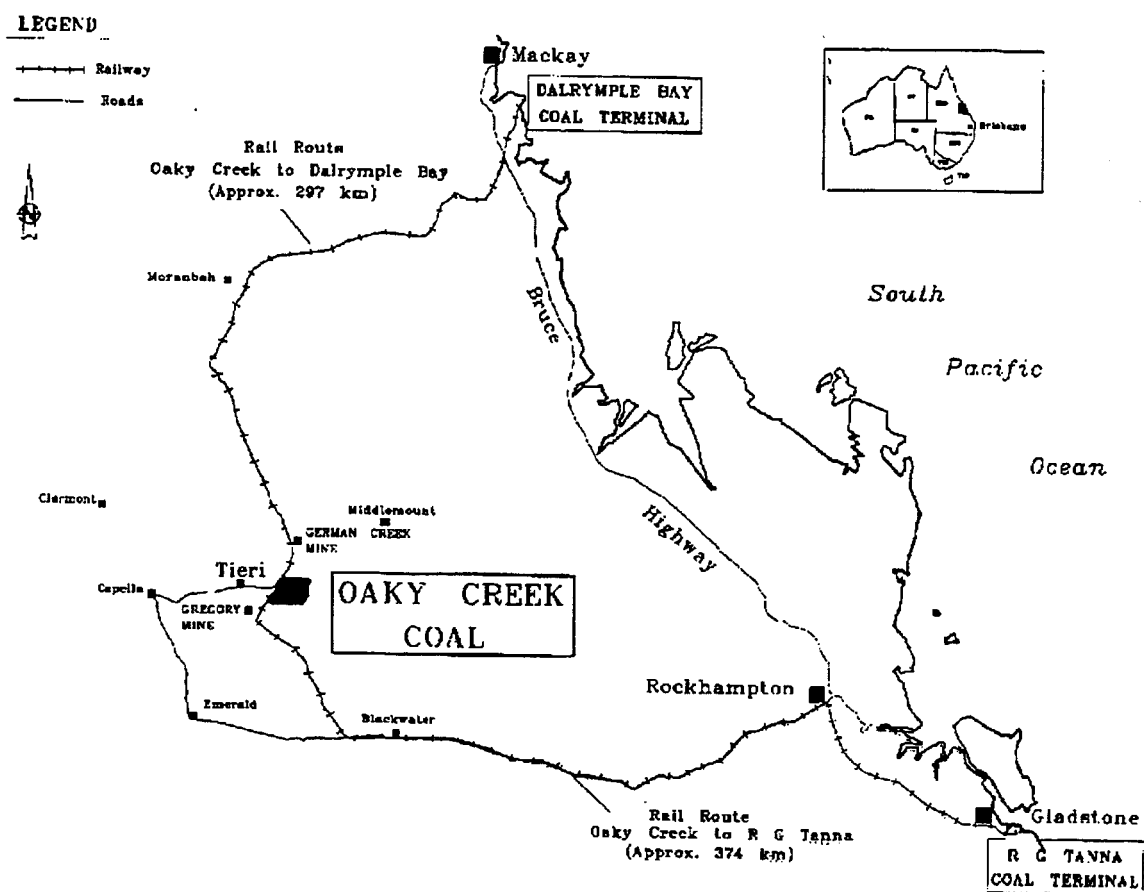 LEGEND
Railway
Roads
Mackay
DALRYMPLE BAY
COAL TERMINAL
Brisbane
Rail Route
Oaky Creek to Dalrymple Bay
(Approx. 297 km)
Moranbah
Bruce
Highway
South
Pacific
Ocean
Clermont
Middlemount
GERMAN CREEK
MINE
Tieri
Capella
GREGORY
MINE
OAKY CREEK
COAL
Rockhampton
Emerald
Blackwater
Rail Route
Oaky Creek to R G Tanna
(Approx. 374 km)
Gladstone
R G TANNA
COAL TERMINAL